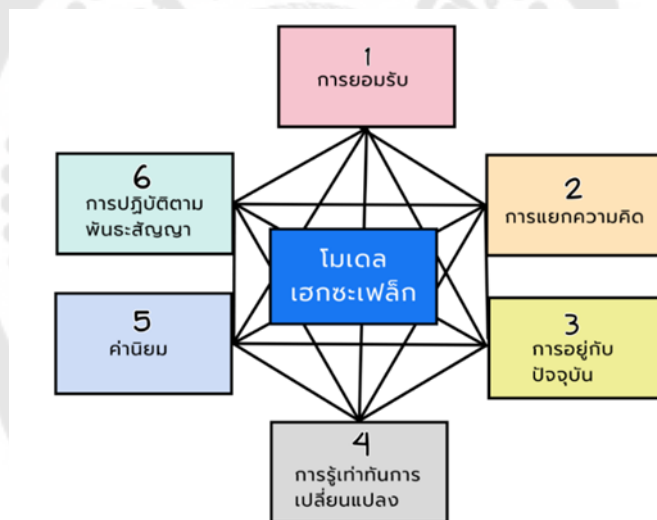 1
การยอมรับ
6
การปฏิบัติตาม
พันธะสัญญา
2
การแยกความคิด
โมเดล
เฮกซะเฟล็ก
5
ค่านิยม
3
การอยู่กับ
ปัจจุบัน
4
การรู้เท่าทันการ
เปลี่ยนแปลง